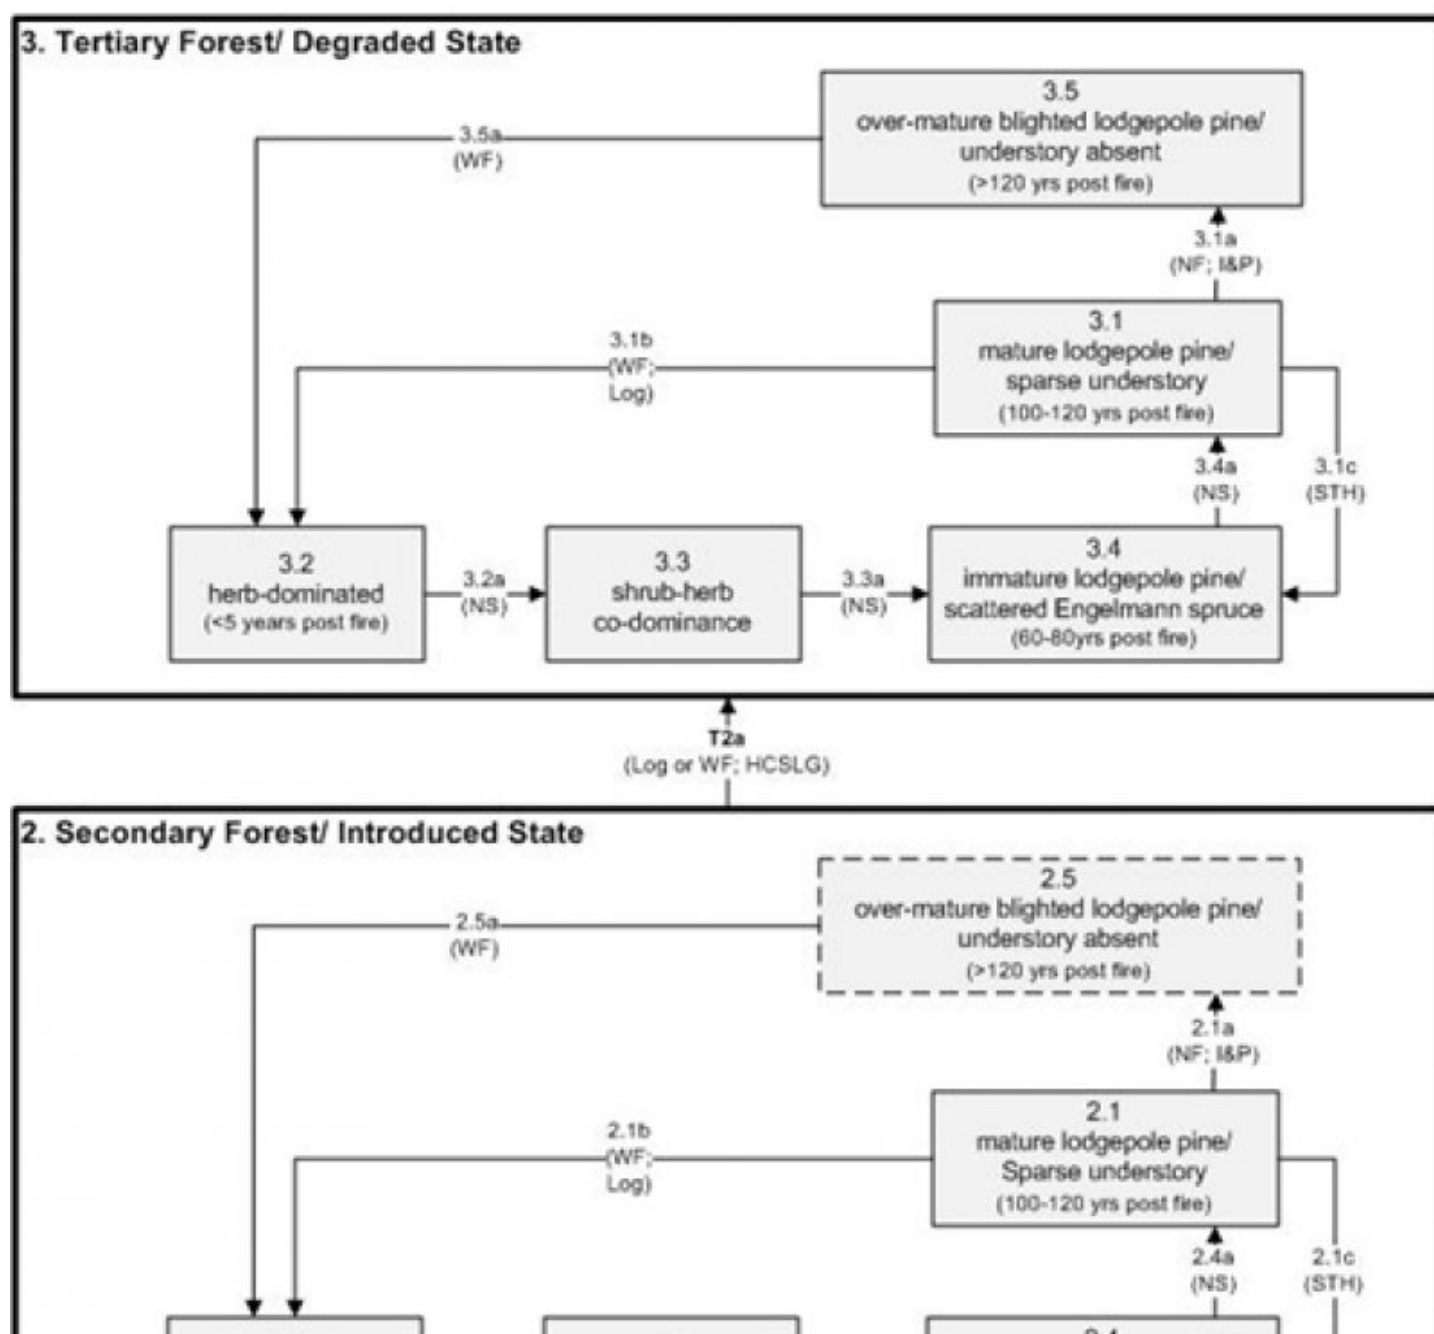 3. Tertiary Forest/ Degraded State
3.5
over-mature blighted lodgepole pine/
understory absent
(>120 yrs post fire)
3.5a
(WF)
3.1a
(NF; I&P)
3.1
mature lodgepole pine/
sparse understory
(100-120 yrs post fire)
3.1b
(WF;
Log)
3.4a
(NS)
3.1c
(STH)
3.2
herb-dominated
(<5 years post fire)
3.2a
(NS)
3.3
shrub-herb
co-dominance
3.3a
(NS)
3.4
immature lodgepole pine/
scattered Engelmann spruce
(60-80yrs post fire)
T2a
(Log or WF; HCSLG)
2. Secondary Forest/ Introduced State
2.5
over-mature blighted lodgepole pine/
understory absent
(>120 yrs post fire)
2.5a
(WF)
2.1a
(NF; I&P)
2.1
mature lodgepole pine/
Sparse understory
(100-120 yrs post fire)
2.1b
(WF;
Log)
2.4a
(NS)
2.1c
(STH)